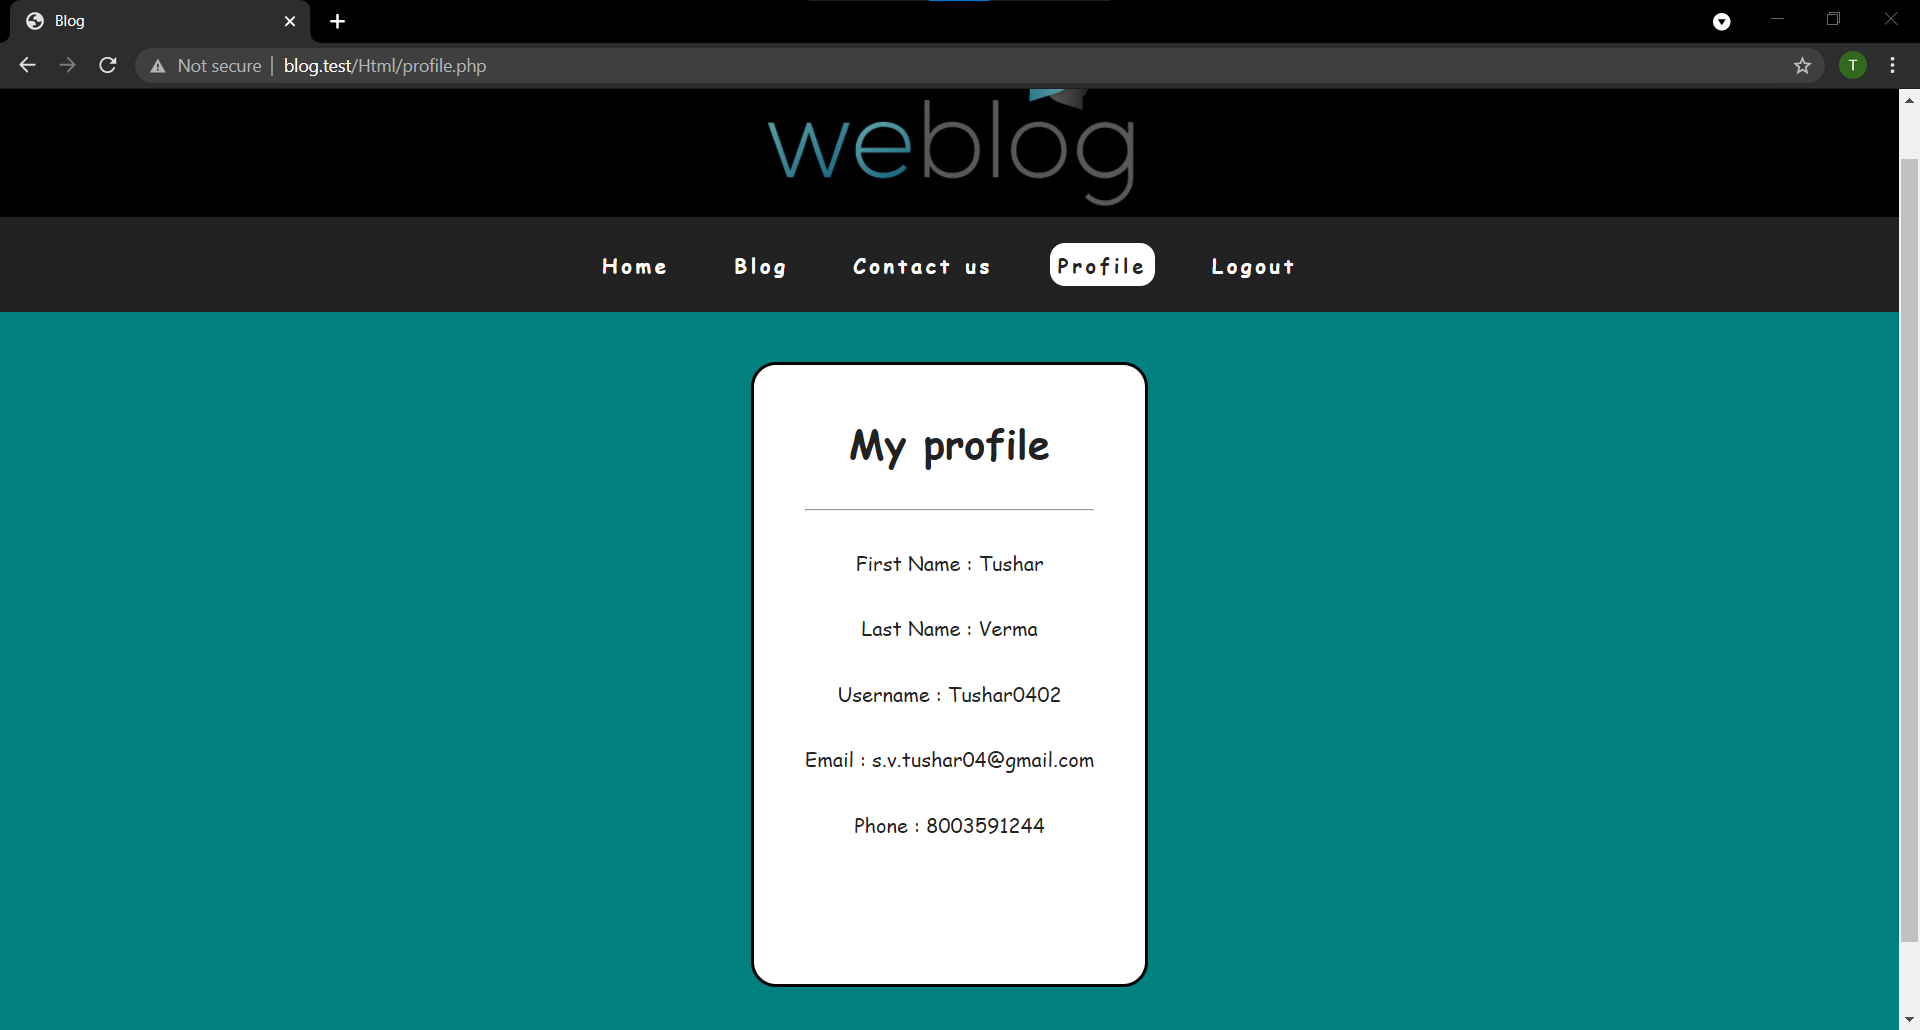 Blog
Not secure | blog.test/Html/profile.php
T
weblog
Home Blog Contact us Profile Logout
My profile
First Name : Tushar
Last Name : Verma
Username : Tushar0402
Email : s.v.tushar04@gmail.com
Phone : 8003591244